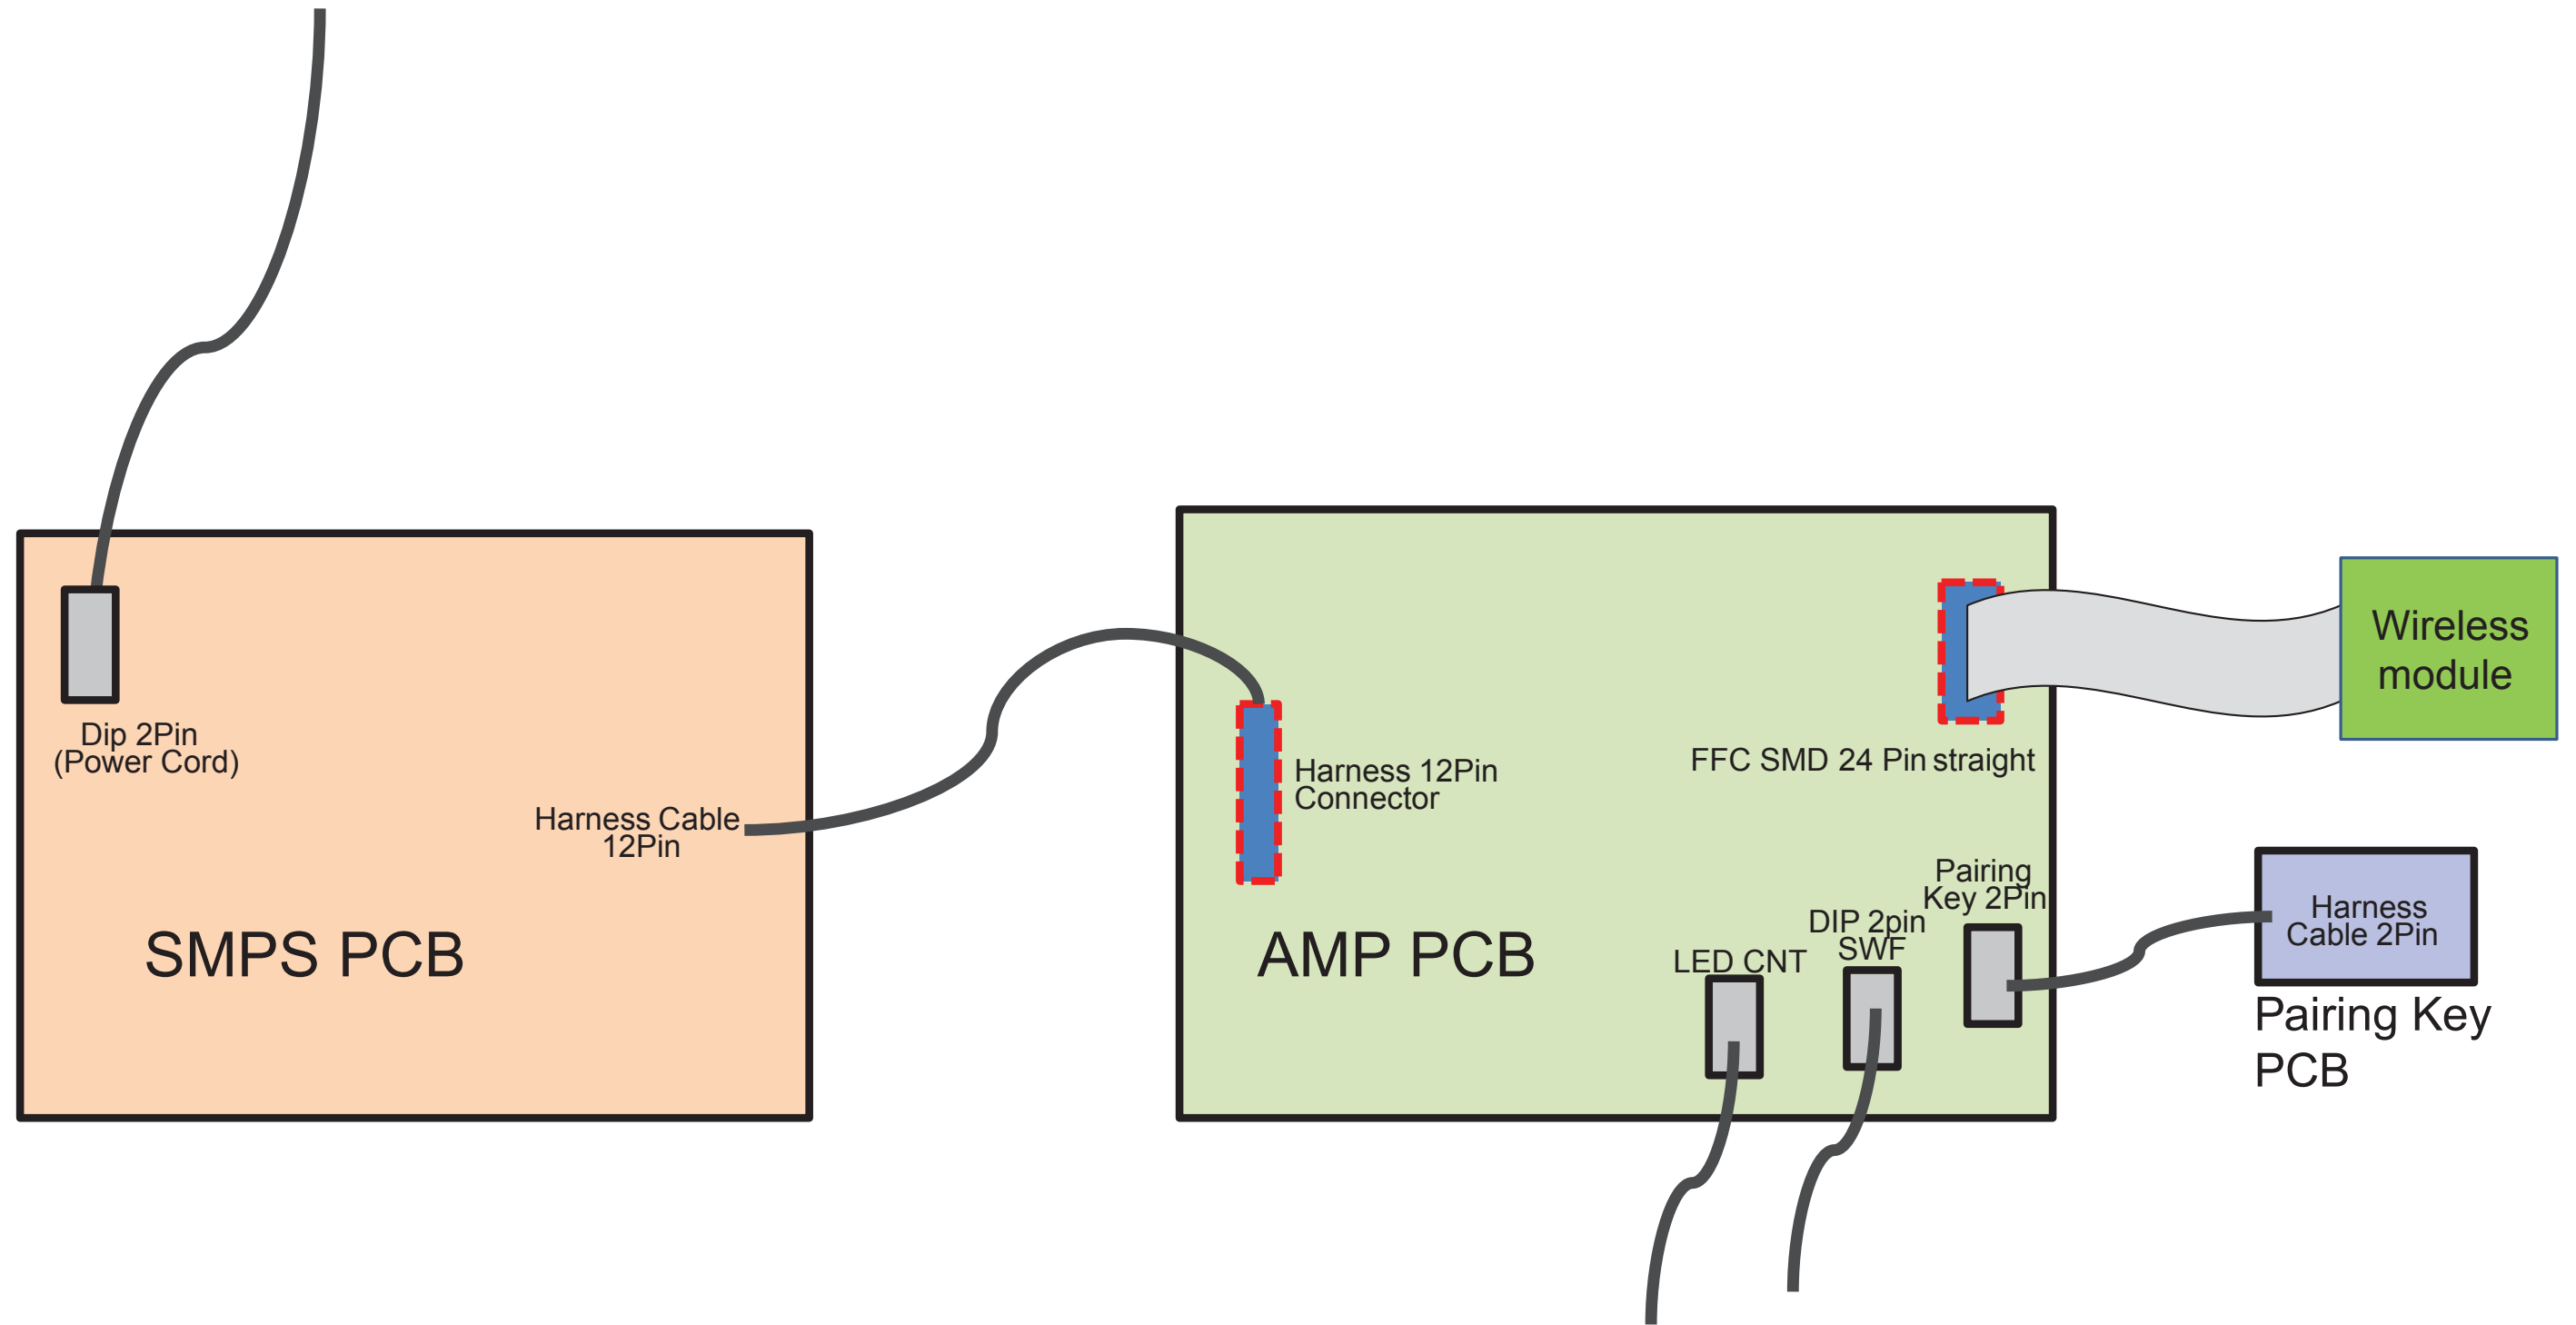 Dip 2Pin
(Power Cord)
Harness Cable
12Pin
SMPS PCB
Harness 12Pin
Connector
AMP PCB
FFC SMD 24 Pin straight
Pairing
Key 2Pin
DIP 2pin
SWF
LED CNT
Wireless
module
Harness
Cable 2Pin
Pairing Key
PCB